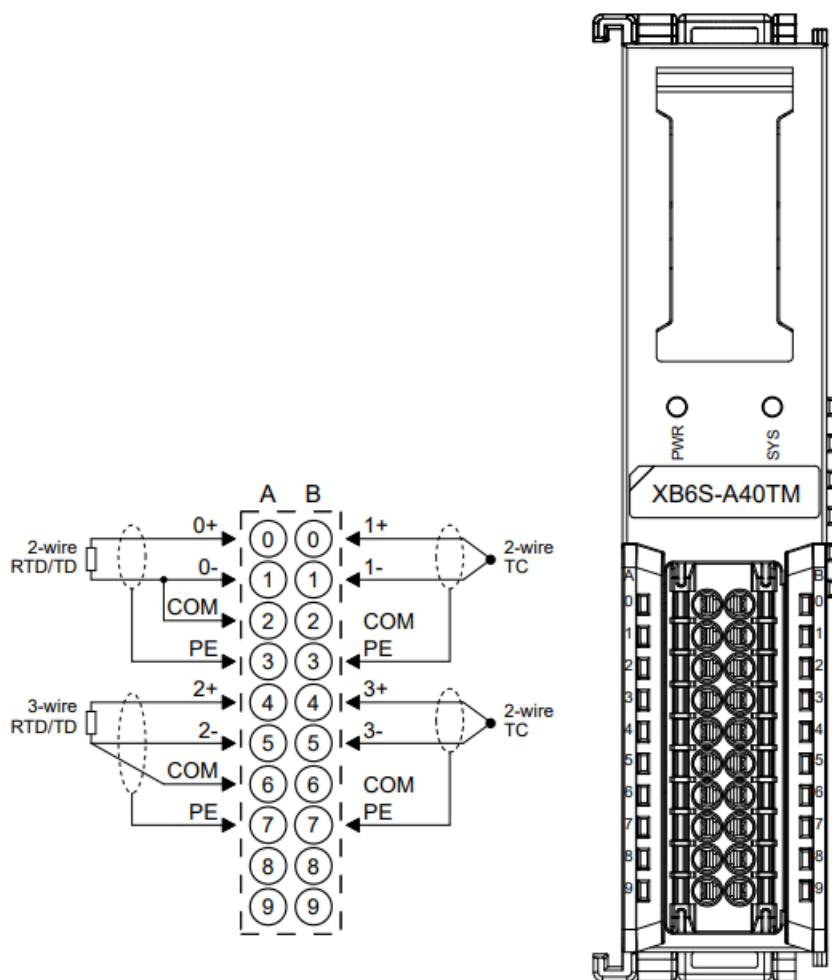 PWR
SYS
XB6S-A40TM
A B
0+ 0 0 1+
2-wire
RTD/TD
2-wire
TC
0- 1 1 1-
COM 2 2 COM
PE 3 3 PE
2+ 4 4 3+
3-wire
RTD/TD
2-wire
TC
2- 5 5 3-
COM 6 6 COM
PE 7 7 PE
8 8
9 9
A B
0 0
1 1
2 2
3 3
4 4
5 5
6 6
7 7
8 8
9 9